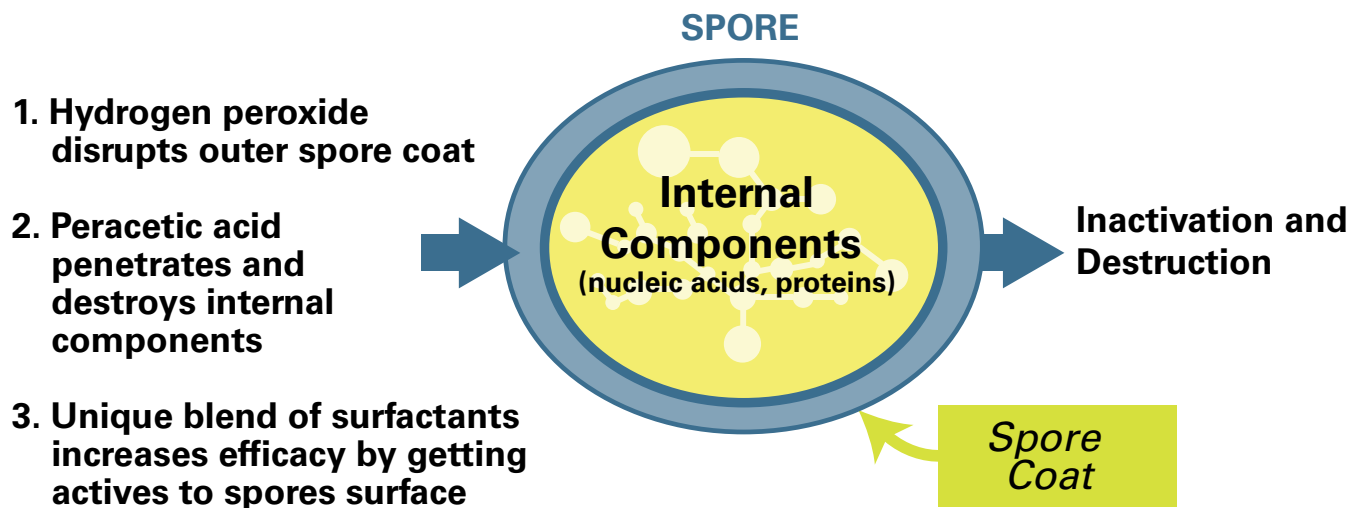 SPORE
1. Hydrogen peroxide
disrupts outer spore coat
2. Peracetic acid
penetrates and
destroys internal
components
3. Unique blend of surfactants
increases efficacy by getting
actives to spores surface
Internal
Components
(nucleic acids, proteins)
Inactivation and
Destruction
Spore
Coat